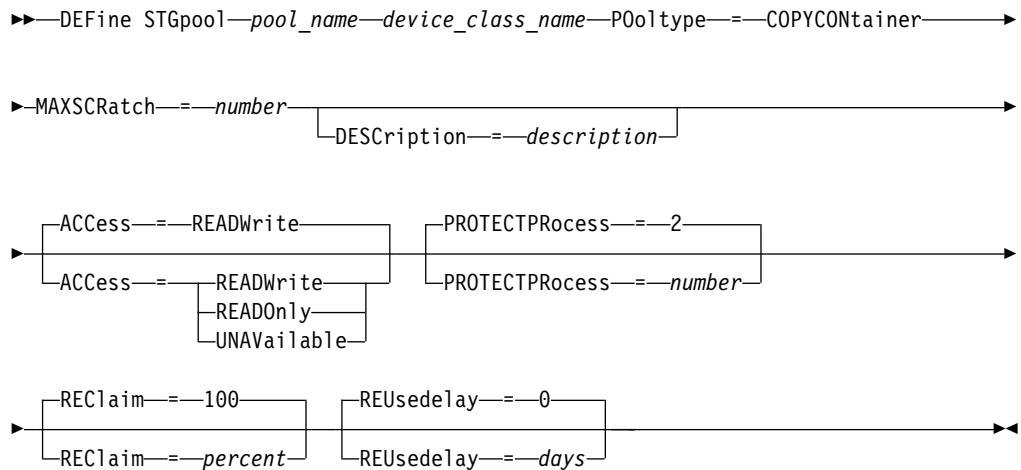 DEFine STGpool pool_name device_class_name POoltype = COPYCONtainer
MAXSCRatch = number
DESCription = description
ACCess = READWrite PROTECTPRocess = 2
ACCess = READWrite PROTECTPRocess = number
READOnly
UNAVailable
REClaim = 100 REUsedelay = 0
REClaim = percent REUsedelay = days